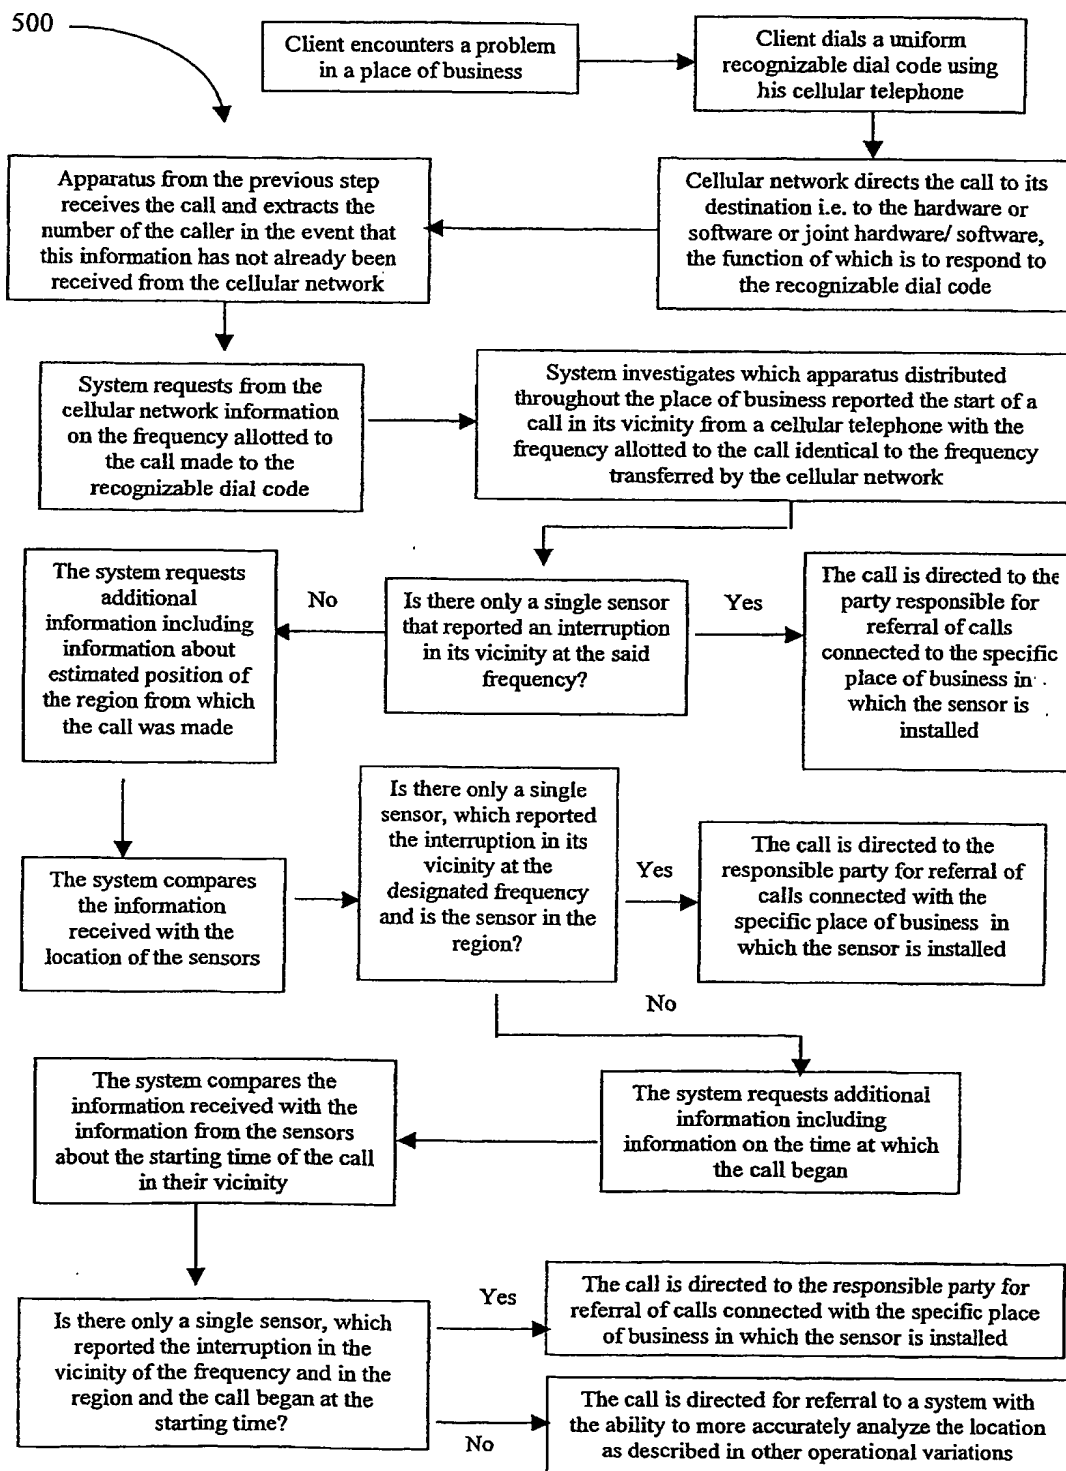 500
Client encounters a problem
in a place of business
Client dials a uniform
recognizable dial code using
his cellular telephone
Cellular network directs the call to its
destination i.e. to the hardware or
software or joint hardware/ software,
the function of which is to respond to
the recognizable dial code
Apparatus from the previous step
receives the call and extracts the
number of the caller in the event that
this information has not already been
received from the cellular network
System requests from the
cellular network information
on the frequency allotted to
the call made to the
recognizable dial code
System investigates which apparatus distributed
throughout the place of business reported the start of a
call in its vicinity from a cellular telephone with the
frequency allotted to the call identical to the frequency
transferred by the cellular network
Is there only a single sensor
that reported an interruption
in its vicinity at the said
frequency?
Yes
The call is directed to the
party responsible for
referral of calls
connected to the specific
place of business in
which the sensor is
installed
No
The system requests
additional
information including
information about
estimated position of
the region from which
the call was made
The system compares
the information
received with the
location of the sensors
Is there only a single
sensor, which reported
the interruption in its
vicinity at the
designated frequency
and is the sensor in the
region?
Yes
The call is directed to the
responsible party for referral of
calls connected with the
specific place of business in
which the sensor is installed
No
The system requests additional
information including
information on the time at which
the call began
The system compares the
information received with the
information from the sensors
about the starting time of the call
in their vicinity
Is there only a single sensor, which
reported the interruption in the
vicinity of the frequency and in the
region and the call began at the
starting time?
Yes
The call is directed to the responsible party for
referral of calls connected with the specific place
of business in which the sensor is installed
No
The call is directed for referral to a system with
the ability to more accurately analyze the location
as described in other operational variations